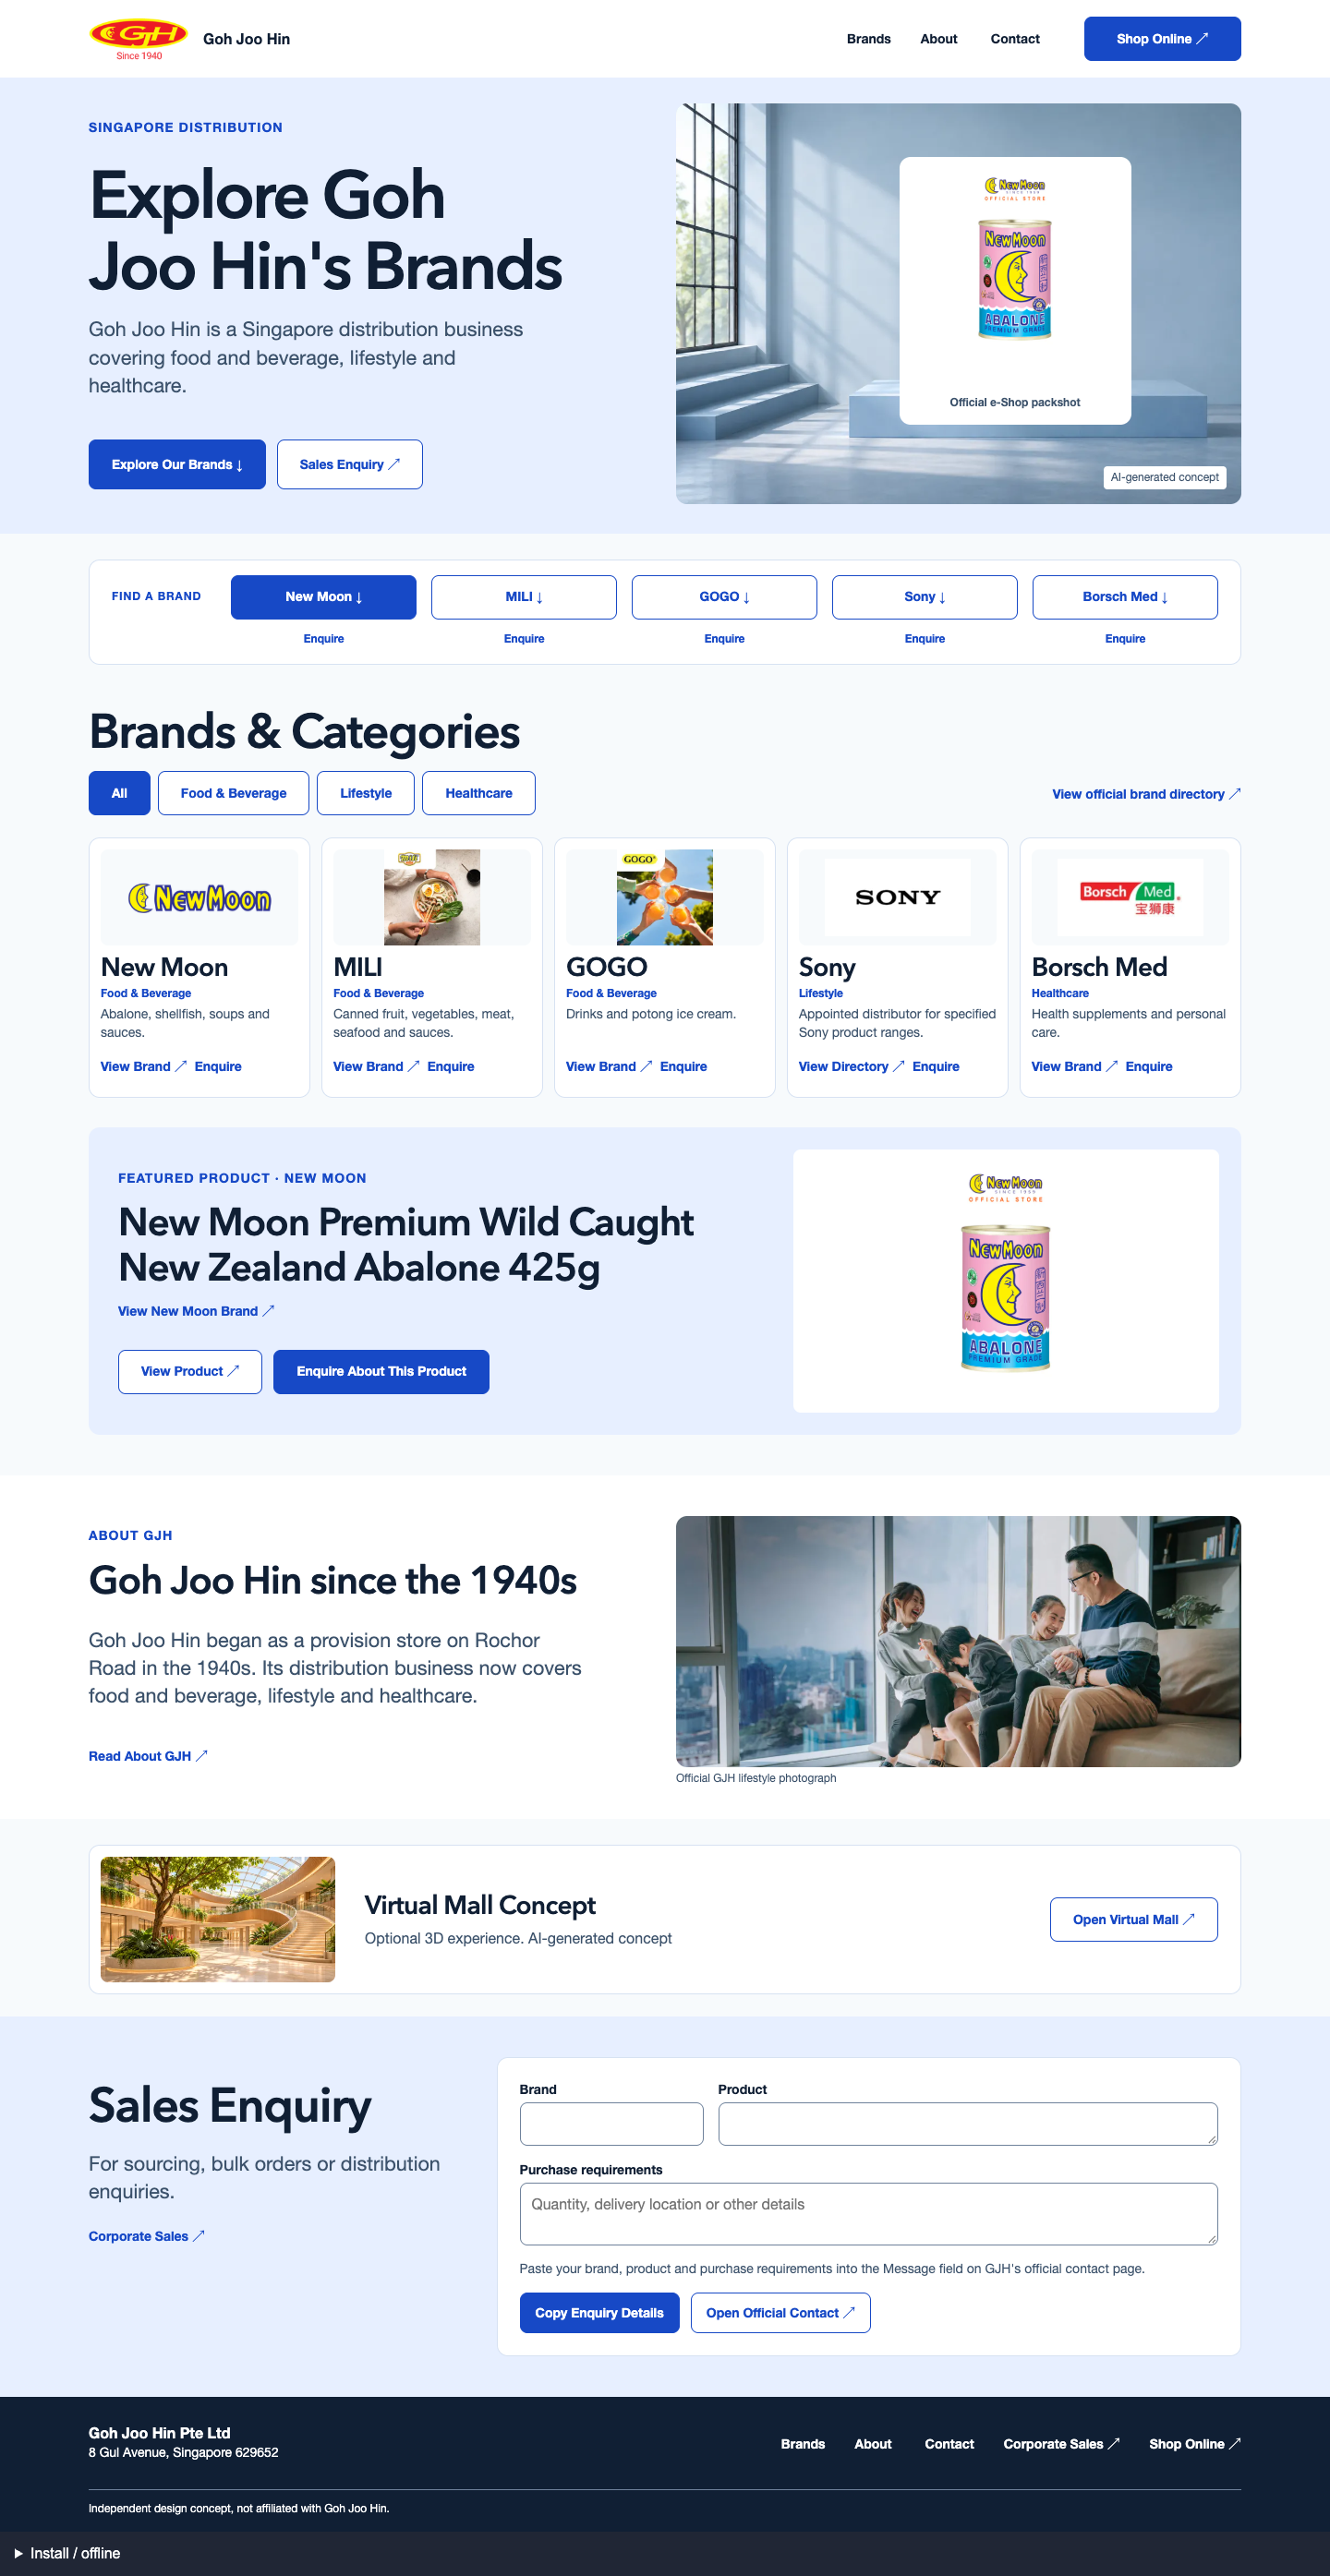 GJH
Since 1940
Goh Joo Hin
Brands
About
Contact
Shop Online ↗
SINGAPORE DISTRIBUTION
Explore Goh
Joo Hin's Brands
Goh Joo Hin is a Singapore distribution business
covering food and beverage, lifestyle and
healthcare.
Explore Our Brands ↓
Sales Enquiry ↗
New Moon
SINCE 1959
OFFICIAL STORE
New Moon
ABALONE
PREMIUM GRADE
Official e-Shop packshot
AI-generated concept
FIND A BRAND
New Moon ↓
MILI ↓
GOGO ↓
Sony ↓
Borsch Med ↓
Enquire
Enquire
Enquire
Enquire
Enquire
Brands & Categories
All
Food & Beverage
Lifestyle
Healthcare
View official brand directory ↗
New Moon
GOGO
SONY
Borsch Med
宝狮康
New Moon
Food & Beverage
Abalone, shellfish, soups and
sauces.
View Brand ↗ Enquire
MILI
Food & Beverage
Canned fruit, vegetables, meat,
seafood and sauces.
View Brand ↗ Enquire
GOGO
Food & Beverage
Drinks and potong ice cream.
View Brand ↗ Enquire
Sony
Lifestyle
Appointed distributor for specified
Sony product ranges.
View Directory ↗ Enquire
Borsch Med
Healthcare
Health supplements and personal
care.
View Brand ↗ Enquire
FEATURED PRODUCT · NEW MOON
New Moon Premium Wild Caught
New Zealand Abalone 425g
View New Moon Brand ↗
View Product ↗
Enquire About This Product
New Moon
SINCE 1959
OFFICIAL STORE
New Moon
ABALONE
PREMIUM GRADE
ABOUT GJH
Goh Joo Hin since the 1940s
Goh Joo Hin began as a provision store on Rochor
Road in the 1940s. Its distribution business now covers
food and beverage, lifestyle and healthcare.
Read About GJH ↗
Official GJH lifestyle photograph
Virtual Mall Concept
Optional 3D experience. AI-generated concept
Open Virtual Mall ↗
Sales Enquiry
For sourcing, bulk orders or distribution
enquiries.
Corporate Sales ↗
Brand
Product
Purchase requirements
Quantity, delivery location or other details
Paste your brand, product and purchase requirements into the Message field on GJH's official contact page.
Copy Enquiry Details
Open Official Contact ↗
Goh Joo Hin Pte Ltd
8 Gul Avenue, Singapore 629652
Brands
About
Contact
Corporate Sales ↗
Shop Online ↗
Independent design concept, not affiliated with Goh Joo Hin.
▶ Install / offline